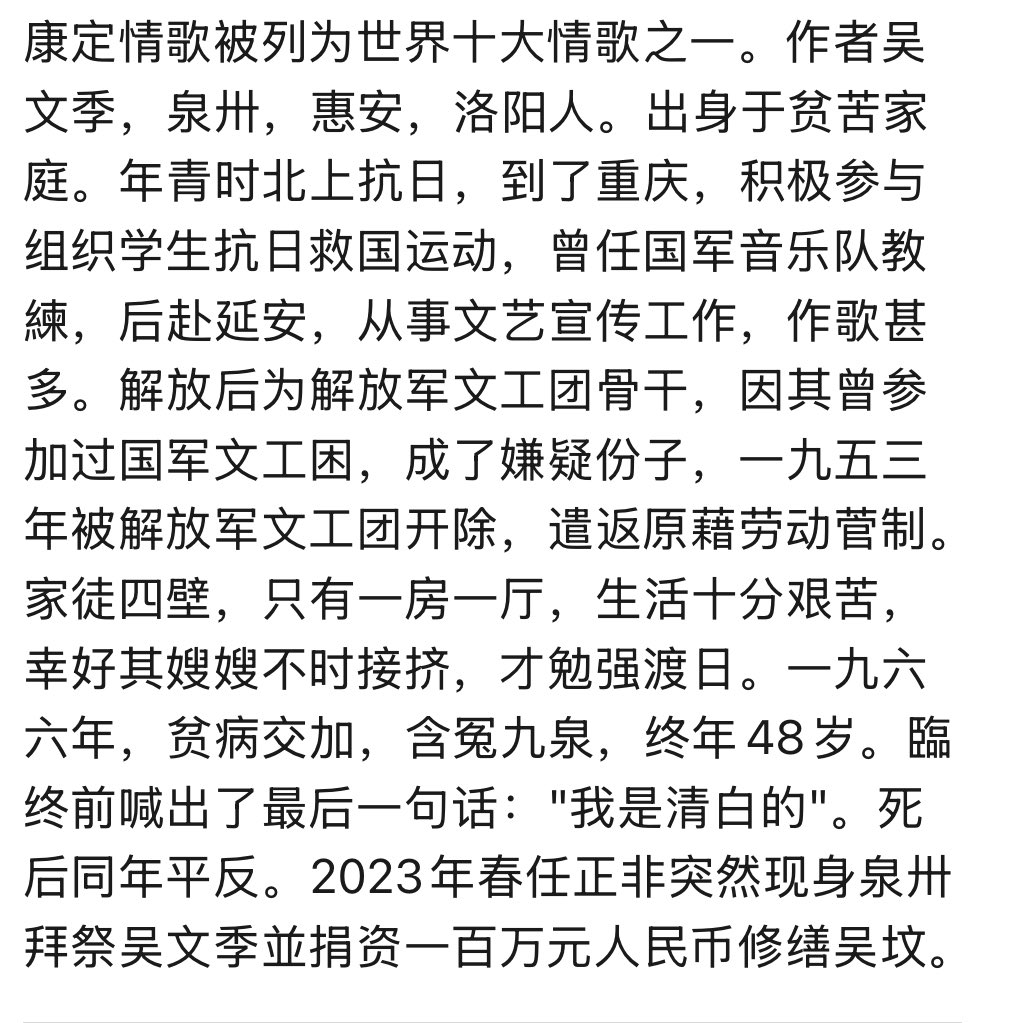 康定情歌被列为世界十大情歌之一。作者吴
文季，泉卅，惠安，洛阳人。出身于贫苦家
庭。年青时北上抗日，到了重庆，积极参与
组织学生抗日救国运动，曾任国军音乐队教
練，后赴延安，从事文艺宣传工作，作歌甚
多。解放后为解放军文工团骨干，因其曾参
加过国军文工困，成了嫌疑份子，一九五三
年被解放军文工团开除，遣返原藉劳动菅制。
家徒四壁，只有一房一厅，生活十分艰苦，
幸好其嫂嫂不时接挤，才勉强渡日。一九六
六年，贫病交加，含冤九泉，终年48岁。臨
终前喊出了最后一句话："我是清白的"。死
后同年平反。2023年春任正非突然现身泉卅
拜祭吴文季並捐资一百万元人民币修缮吴坟。